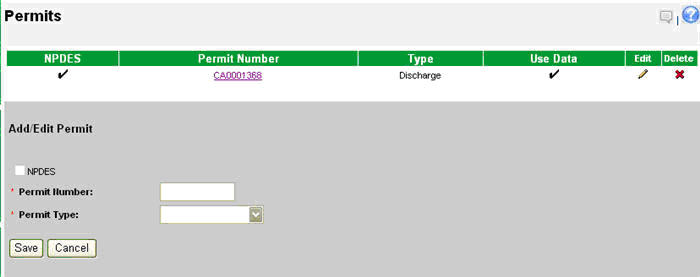 Permits
NPDES Permit Number Type Use Data Edit Delete
CA0001368 Discharge
Add/Edit Permit
NPDES
* Permit Number:
* Permit Type:
Save Cancel